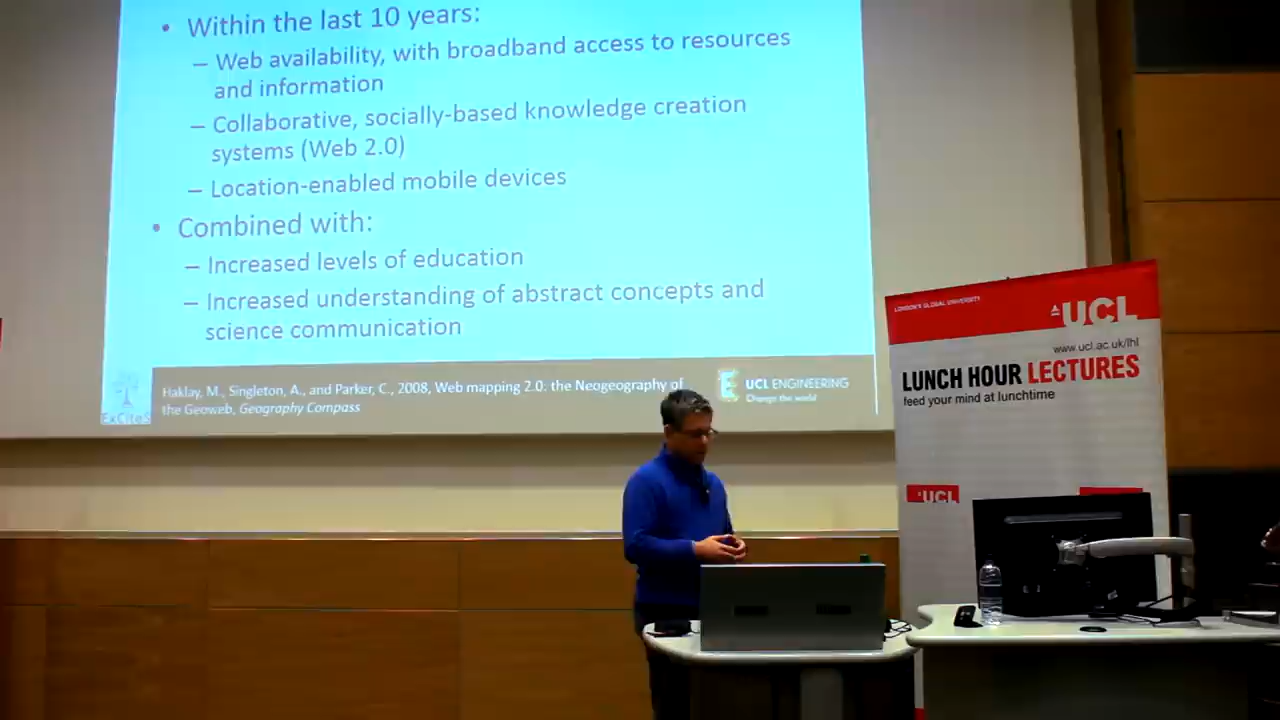 • Within the last 10 years:
– Web availability, with broadband access to resources
and information
– Collaborative, socially-based knowledge creation
systems (Web 2.0)
– Location-enabled mobile devices
• Combined with:
– Increased levels of education
– Increased understanding of abstract concepts and
science communication
ExCiteS
Haklay, M., Singleton, A., and Parker, C., 2008, Web mapping 2.0: the Neogeography of
the Geoweb, Geography Compass
UCL ENGINEERING
Change the world
LONDON'S GLOBAL UNIVERSITY
UCL
www.ucl.ac.uk/lhl
LUNCH HOUR LECTURES
feed your mind at lunchtime
UCL